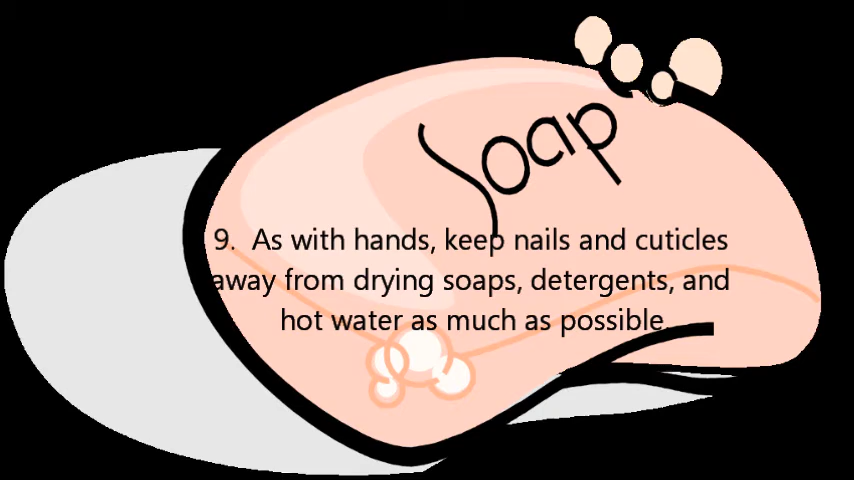 Soap
9. As with hands, keep nails and cuticles
away from drying soaps, detergents, and
hot water as much as possible.